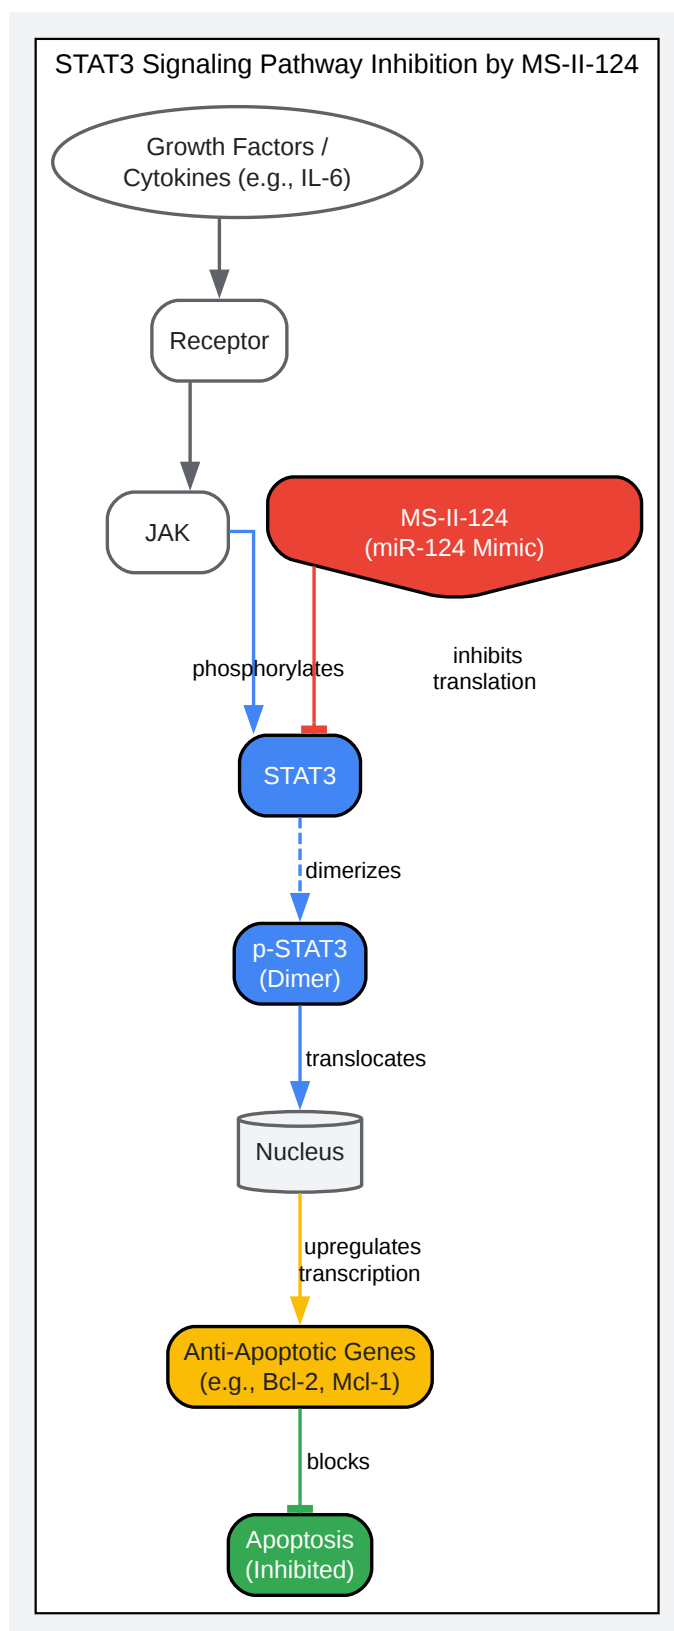 STAT3 Signaling Pathway Inhibition by MS-II-124
Growth Factors /
Cytokines (e.g., IL-6)
Receptor
JAK
MS-II-124
(miR-124 Mimic)
phosphorylates
inhibits
translation
STAT3
dimerizes
p-STAT3
(Dimer)
translocates
Nucleus
upregulates
transcription
Anti-Apoptotic Genes
(e.g., Bcl-2, Mcl-1)
blocks
Apoptosis
(Inhibited)